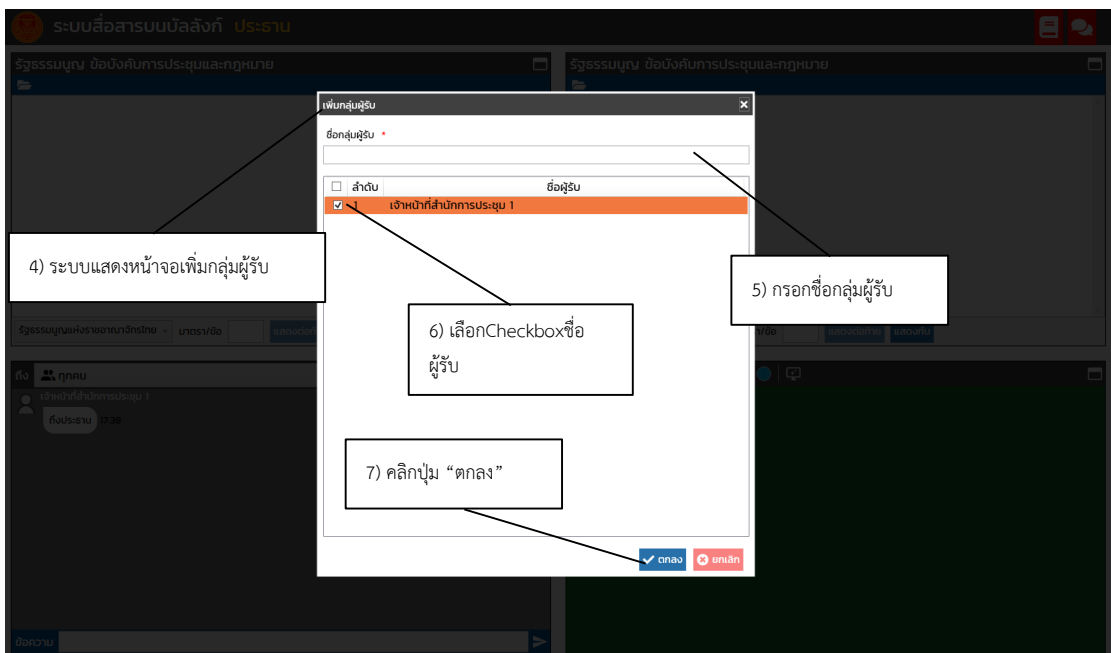 ระบบสื่อสารบนบัลลังก์ ประธาน
รัฐธรรมนูญ ข้อบังคับการประชุมและกฎหมาย
รัฐธรรมนูญ ข้อบังคับการประชุมและกฎหมาย
เพิ่มกลุ่มผู้รับ
ชื่อกลุ่มผู้รับ *
ลำดับ ชื่อผู้รับ
1 เจ้าหน้าที่สำนักการประชุม 1
4) ระบบแสดงหน้าจอเพิ่มกลุ่มผู้รับ
5) กรอกชื่อกลุ่มผู้รับ
6) เลือกCheckboxชื่อ
ผู้รับ
รัฐธรรมนูญแห่งราชอาณาจักรไทย มาตรา/ข้อ
แสดงต่อท้าย แสดงทับ
ถึง ทุกคน
เจ้าหน้าที่สำนักการประชุม 1
ถึงประธาน 17:38
7) คลิกปุ่ม “ตกลง”
ตกลง ยกเลิก
ข้อความ